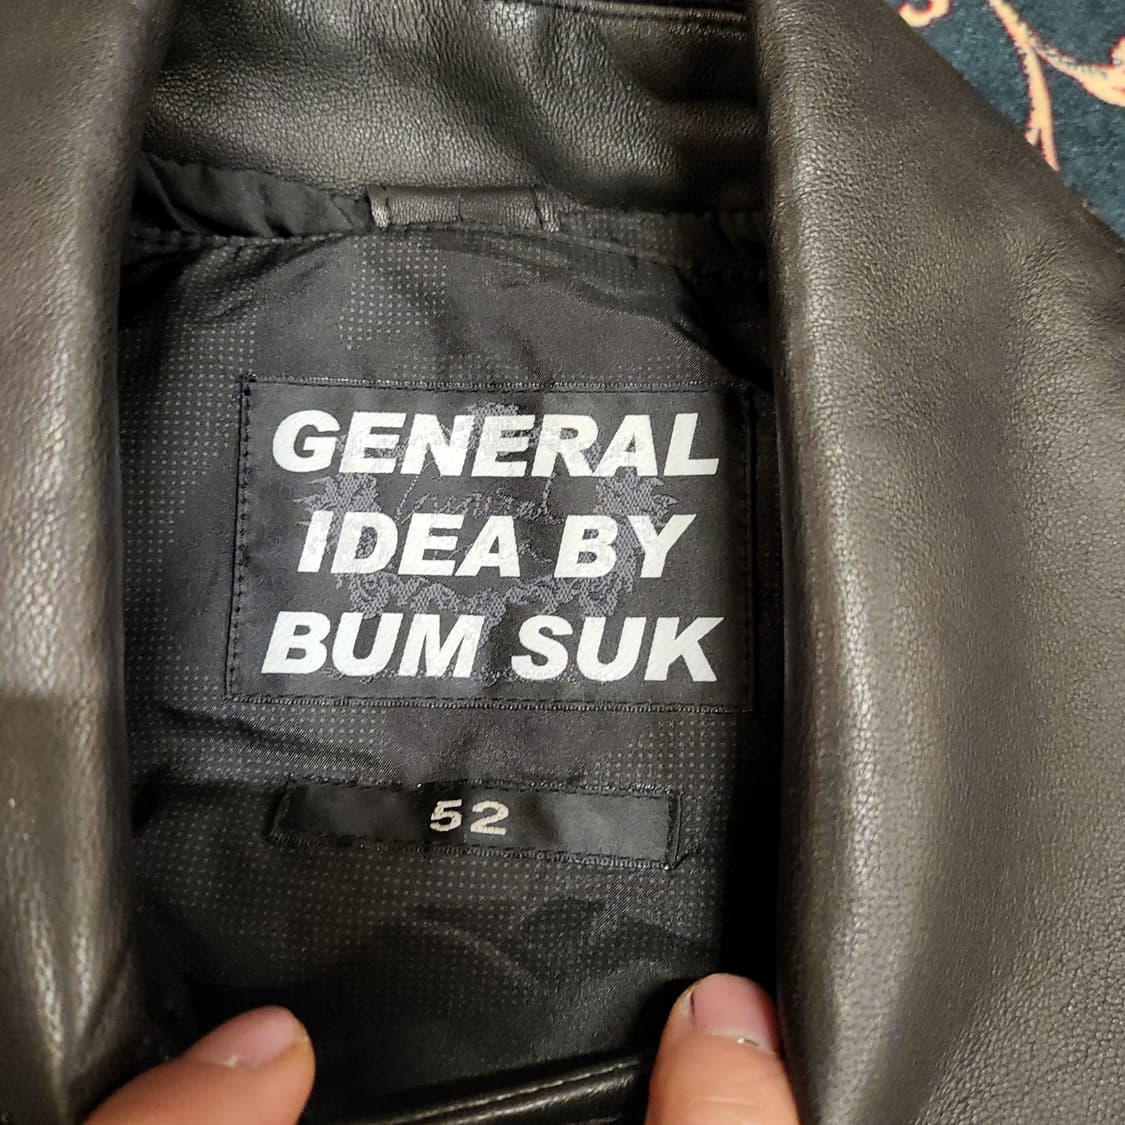 GENERAL
IDEA BY
BUM SUK
52